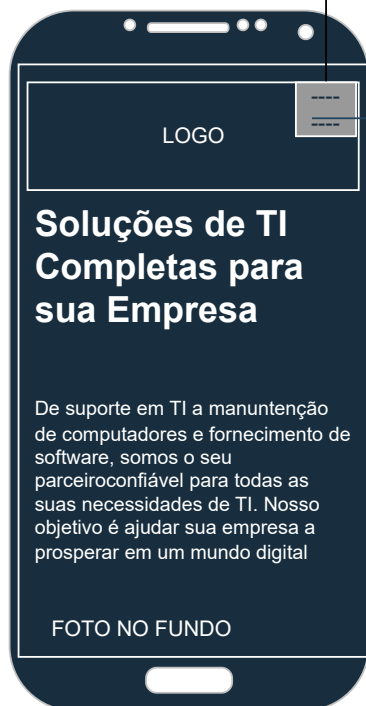 ----
----
LOGO
Soluções de TI
Completas para
sua Empresa
De suporte em TI a manuntenção
de computadores e fornecimento de
software, somos o seu
parceiroconfiável para todas as
suas necessidades de TI. Nosso
objetivo é ajudar sua empresa a
prosperar em um mundo digital
FOTO NO FUNDO